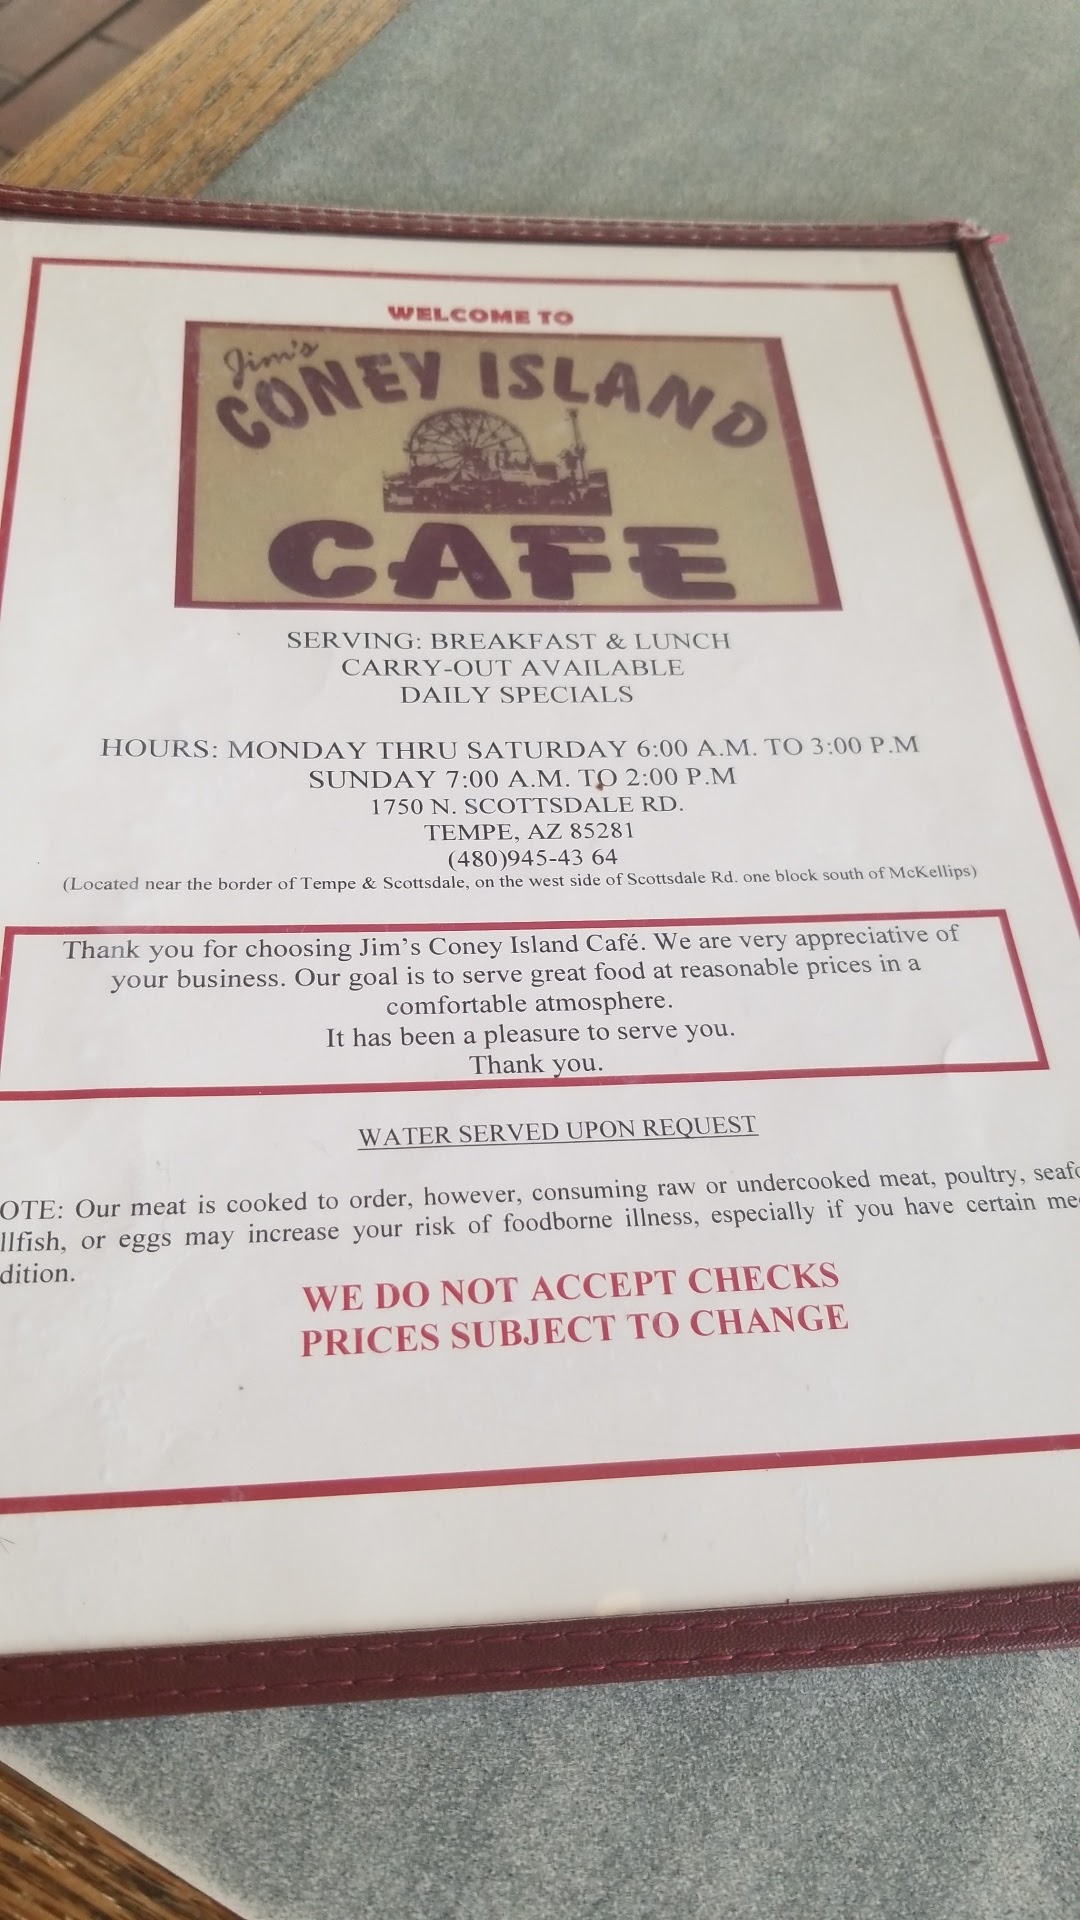 WELCOME TO
Jim's
CONEY ISLAND
CAFE
SERVING: BREAKFAST & LUNCH
CARRY-OUT AVAILABLE
DAILY SPECIALS
HOURS: MONDAY THRU SATURDAY 6:00 A.M. TO 3:00 P.M
SUNDAY 7:00 A.M. TO 2:00 P.M
1750 N. SCOTTSDALE RD.
TEMPE, AZ 85281
(480)945-43 64
(Located near the border of Tempe & Scottsdale, on the west side of Scottsdale Rd. one block south of McKellips)
Thank you for choosing Jim's Coney Island Café. We are very appreciative of
your business. Our goal is to serve great food at reasonable prices in a
comfortable atmosphere.
It has been a pleasure to serve you.
Thank you.
WATER SERVED UPON REQUEST
OTE: Our meat is cooked to order, however, consuming raw or undercooked meat, poultry, seafo
llfish, or eggs may increase your risk of foodborne illness, especially if you have certain me
dition.
WE DO NOT ACCEPT CHECKS
PRICES SUBJECT TO CHANGE